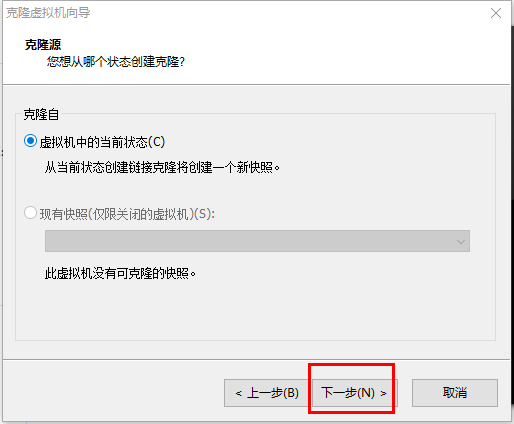 克隆虚拟机向导
克隆源
您想从哪个状态创建克隆?
克隆自
虚拟机中的当前状态(C)
从当前状态创建链接克隆将创建一个新快照。
现有快照(仅限关闭的虚拟机)(S):
此虚拟机没有可克隆的快照。
< 上一步(B) 下一步(N) > 取消